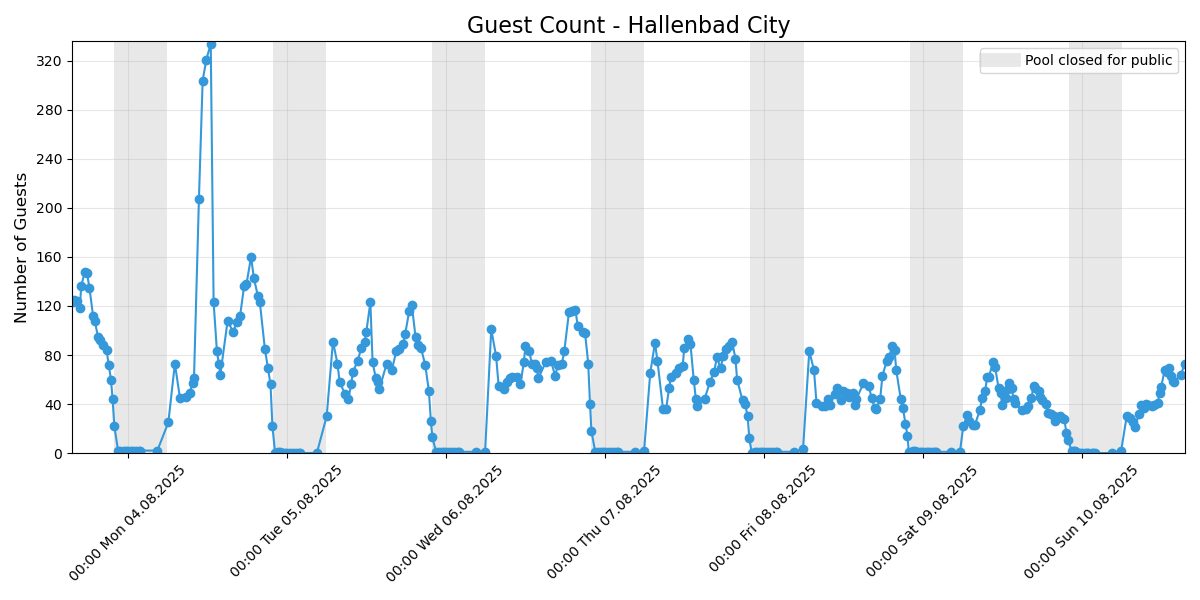 Guest Count - Hallenbad City
Pool closed for public
Number of Guests
320
280
240
200
160
120
80
40
0
00:00 Mon 04.08.2025
00:00 Tue 05.08.2025
00:00 Wed 06.08.2025
00:00 Thu 07.08.2025
00:00 Fri 08.08.2025
00:00 Sat 09.08.2025
00:00 Sun 10.08.2025